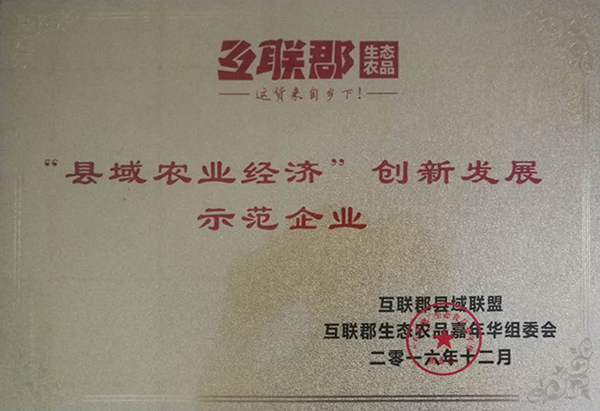 互联郡 生态农品
运货来自乡下！
“县域农业经济”创新发展
示范企业
互联郡县域联盟
互联郡生态农品嘉年华组委会
二零一六年十二月